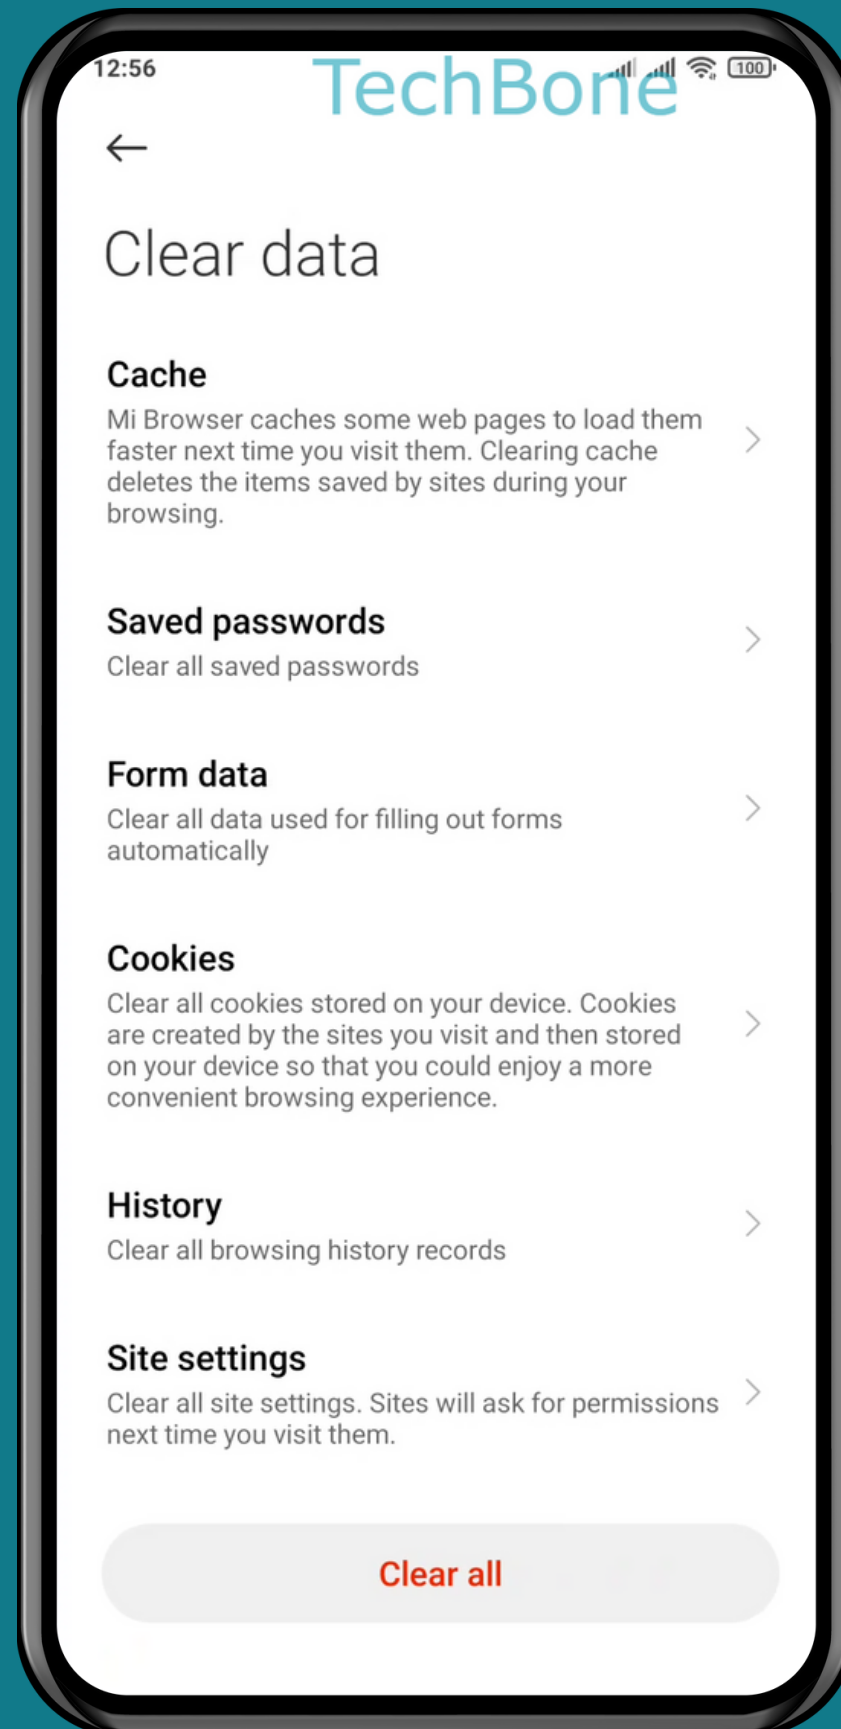 12:56
TechBone
100
Clear data
Cache
Mi Browser caches some web pages to load them
faster next time you visit them. Clearing cache
deletes the items saved by sites during your
browsing.
Saved passwords
Clear all saved passwords
Form data
Clear all data used for filling out forms
automatically
Cookies
Clear all cookies stored on your device. Cookies
are created by the sites you visit and then stored
on your device so that you could enjoy a more
convenient browsing experience.
History
Clear all browsing history records
Site settings
Clear all site settings. Sites will ask for permissions
next time you visit them.
Clear all